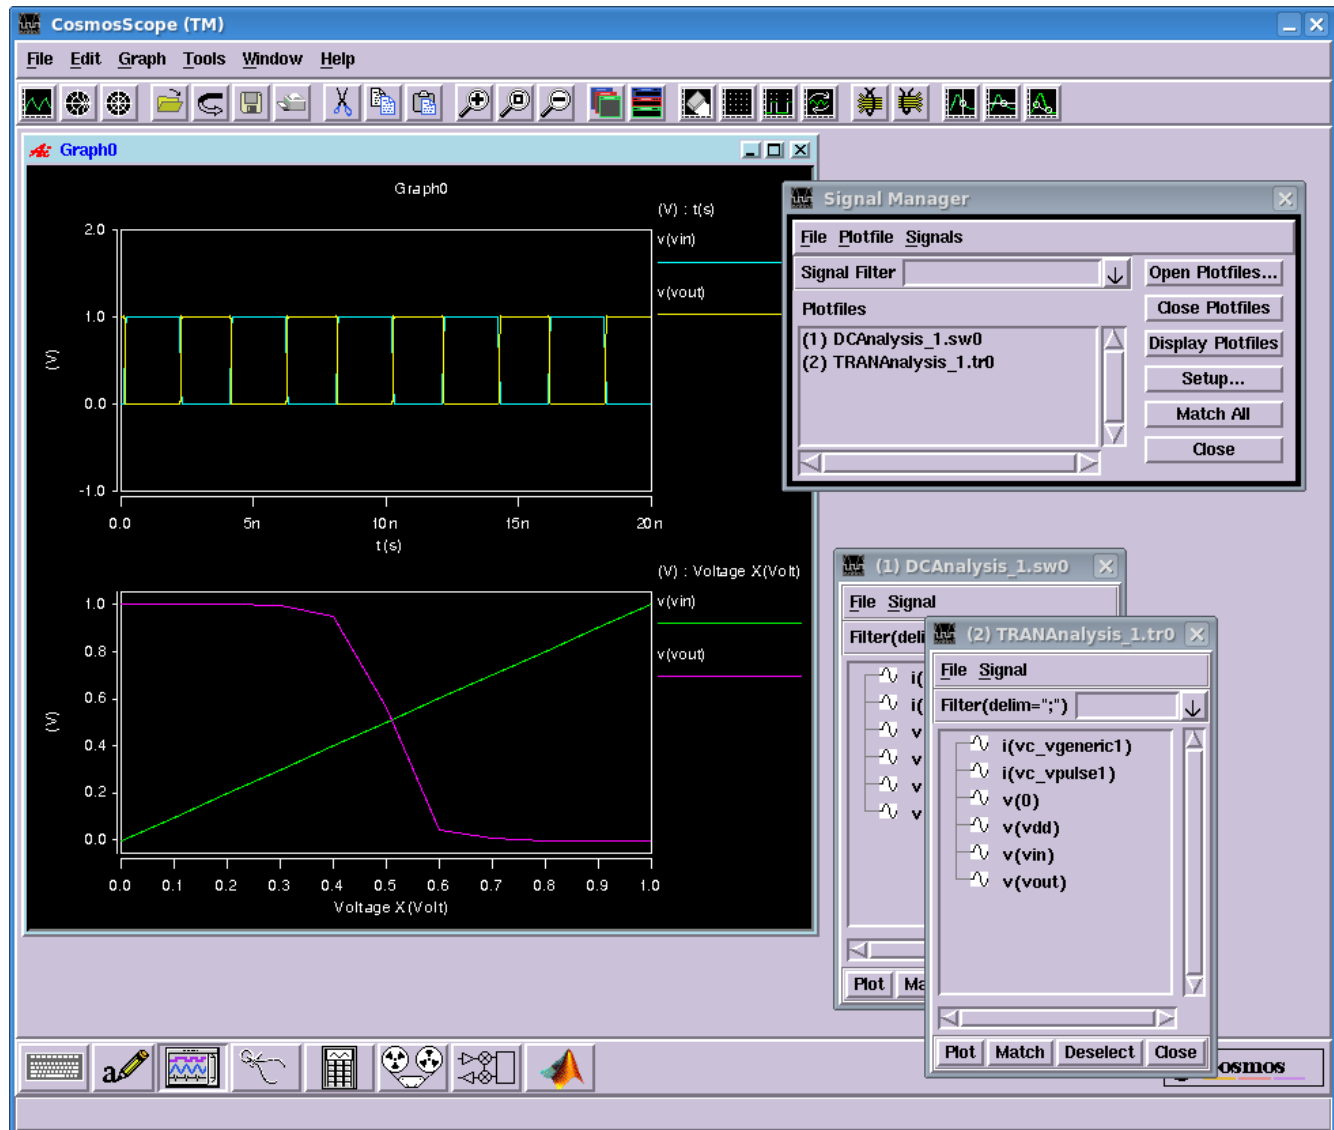 CosmosScope (TM)
File Edit Graph Tools Window Help
Graph0
Graph0
(V) : t(s)
v(vin)
v(vout)
2.0
1.0
0.0
-1.0
(V)
0.0 5n 10n 15n 20n
t(s)
(V) : Voltage X(Volt)
v(vin)
v(vout)
1.0
0.8
0.6
0.4
0.2
0.0
(V)
0.0 0.1 0.2 0.3 0.4 0.5 0.6 0.7 0.8 0.9 1.0
Voltage X(Volt)
Signal Manager
File Plotfile Signals
Signal Filter
Plotfiles
(1) DCAnalysis_1.sw0
(2) TRANAnalysis_1.tr0
Open Plotfiles...
Close Plotfiles
Display Plotfiles
Setup...
Match All
Close
(1) DCAnalysis_1.sw0
File Signal
Filter(deli
i(
i(
v
v
v
v
Plot Ma
(2) TRANAnalysis_1.tr0
File Signal
Filter(delim=";")
i(vc_vgeneric1)
i(vc_vpulse1)
v(0)
v(vdd)
v(vin)
v(vout)
Plot Match Deselect Close
a
osmos